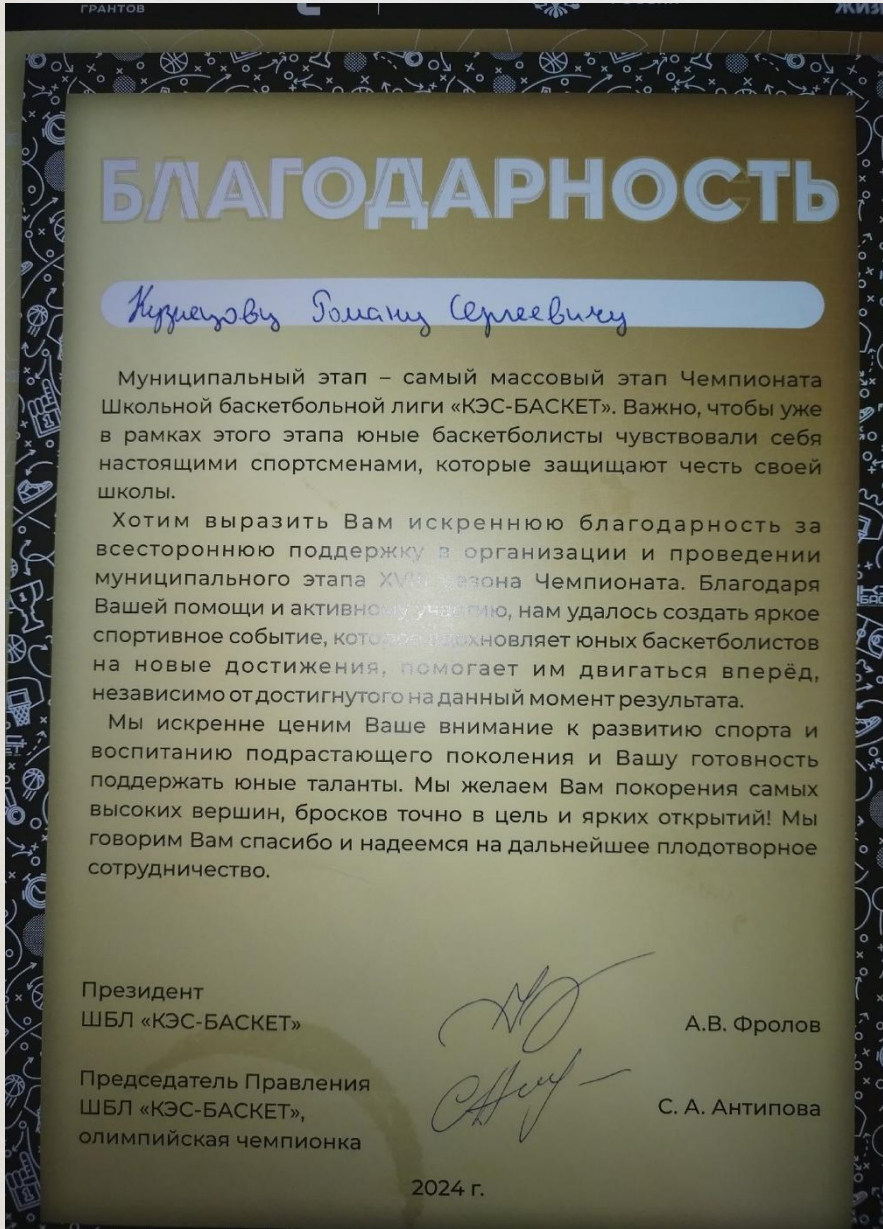 ГРАНТОВ
БЛАГОДАРНОСТЬ
Кузнецову Роману Сергеевичу
Муниципальный этап – самый массовый этап Чемпионата
Школьной баскетбольной лиги «КЭС-БАСКЕТ». Важно, чтобы уже
в рамках этого этапа юные баскетболисты чувствовали себя
настоящими спортсменами, которые защищают честь своей
школы.
Хотим выразить Вам искреннюю благодарность за
всестороннюю поддержку в организации и проведении
муниципального этапа сезона Чемпионата. Благодаря
Вашей помощи и активному участию, нам удалось создать яркое
спортивное событие, которое вдохновляет юных баскетболистов
на новые достижения, помогает им двигаться вперёд,
независимо от достигнутого на данный момент результата.
Мы искренне ценим Ваше внимание к развитию спорта и
воспитанию подрастающего поколения и Вашу готовность
поддержать юные таланты. Мы желаем Вам покорения самых
высоких вершин, бросков точно в цель и ярких открытий! Мы
говорим Вам спасибо и надеемся на дальнейшее плодотворное
сотрудничество.
Президент
ШБЛ «КЭС-БАСКЕТ»
А.В. Фролов
Председатель Правления
ШБЛ «КЭС-БАСКЕТ»,
олимпийская чемпионка
С. А. Антипова
2024 г.